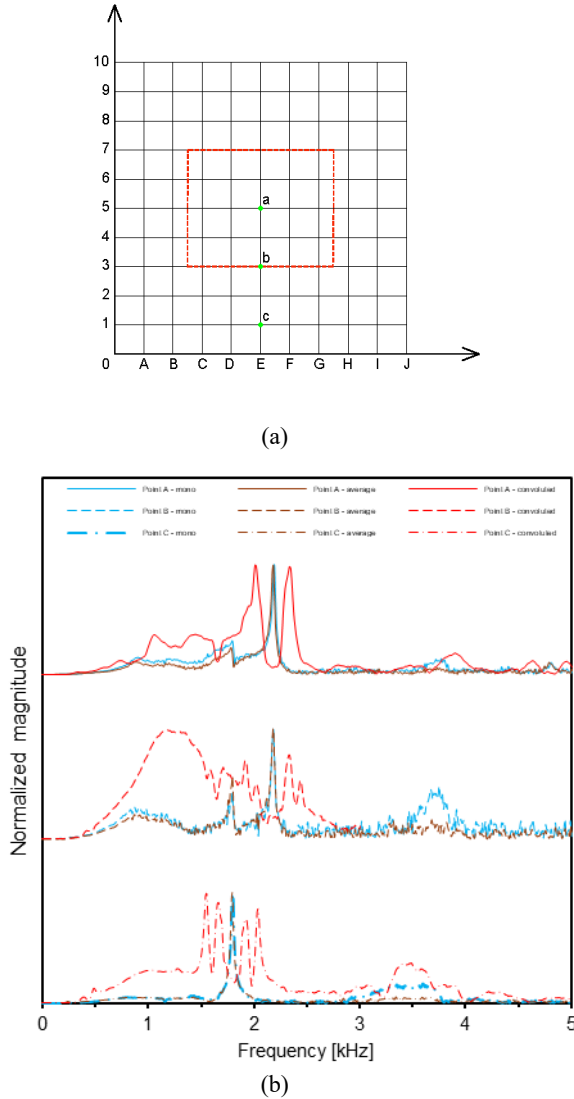 10
9
8
7
6
a
5
4
b
3
2
c
1
0 A B C D E F G H I J
(a)
Point A - mono Point A - average Point A - convoluted
Point B - mono Point B - average Point B - convoluted
Point C - mono Point C - average Point C - convoluted
Normalized magnitude
0 1 2 3 4 5
Frequency [kHz]
(b)